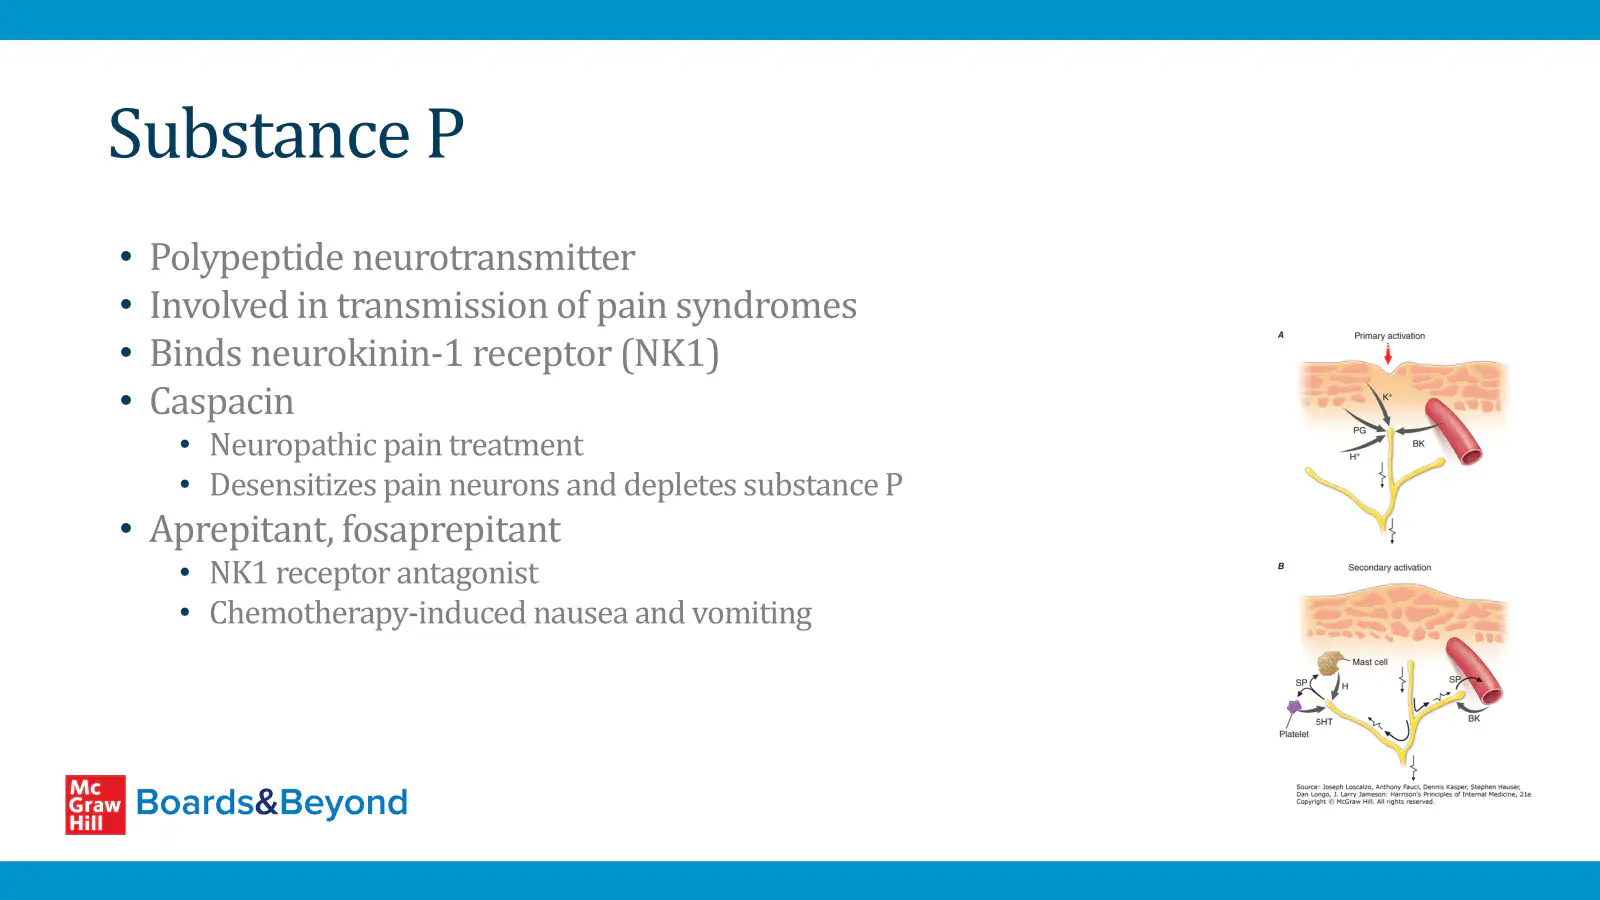 Substance P
• Polypeptide neurotransmitter
• Involved in transmission of pain syndromes
• Binds neurokinin-1 receptor (NK1)
• Caspacin
• Neuropathic pain treatment
• Desensitizes pain neurons and depletes substance P
• Aprepitant, fosaprepitant
• NK1 receptor antagonist
• Chemotherapy-induced nausea and vomiting
A Primary activation
K+
PG
BK
H+
B Secondary activation
Mast cell
SP
H
SP
5HT
BK
Platelet
Source: Joseph Loscalzo, Anthony Fauci, Dennis Kasper, Stephen Hauser,
Dan Longo, J. Larry Jameson: Harrison's Principles of Internal Medicine, 21e
Copyright © McGraw Hill. All rights reserved.
Mc
Graw
Hill
Boards&Beyond